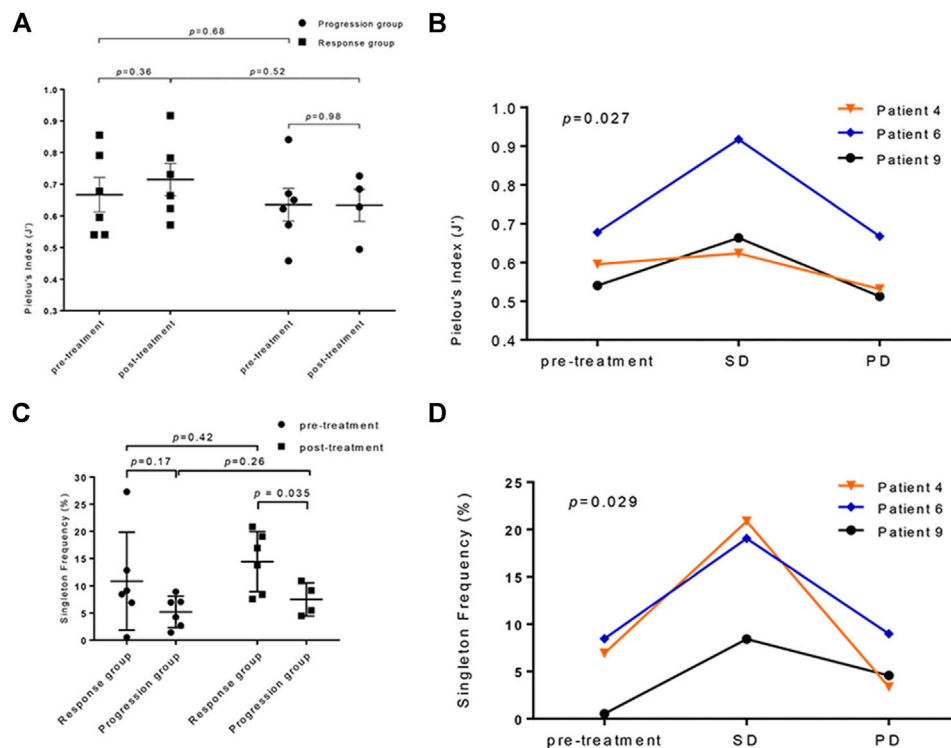 A
Progression group
Response group
p=0.68
p=0.36
p=0.52
p=0.98
Pielou's Index (J')
1.0
0.9
0.8
0.7
0.6
0.5
0.4
0.3
pre-treatment
post-treatment
pre-treatment
post-treatment
B
p=0.027
Patient 4
Patient 6
Patient 9
Pielou's Index (J')
1.0
0.9
0.8
0.7
0.6
0.5
0.4
pre-treatment
SD
PD
C
pre-treatment
post-treatment
p=0.42
p=0.17
p=0.26
p = 0.035
Singleton Frequency (%)
30
25
20
15
10
5
0
Response group
Progression group
Response group
Progression group
D
p=0.029
Patient 4
Patient 6
Patient 9
Singleton Frequency (%)
25
20
15
10
5
0
pre-treatment
SD
PD